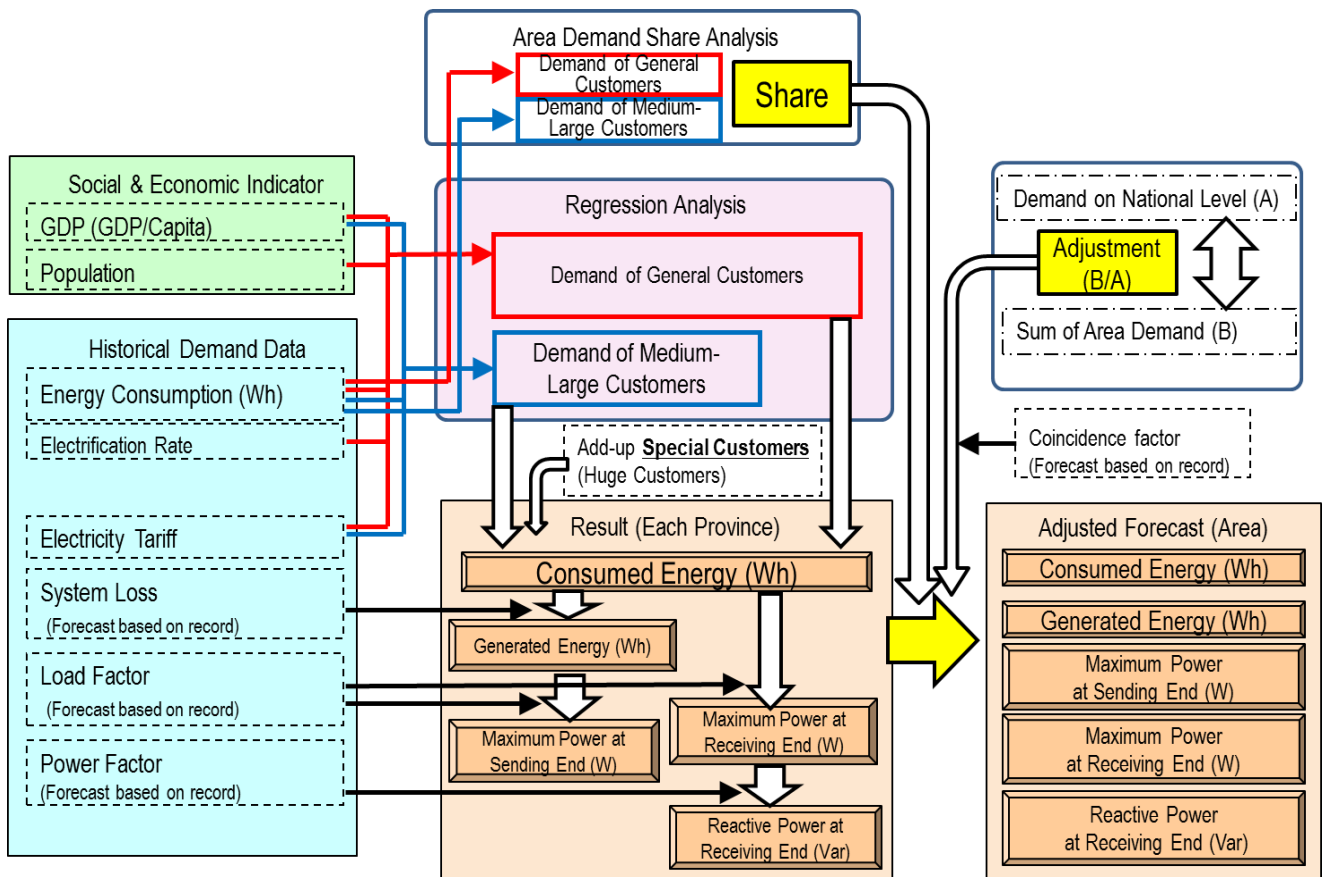 Area Demand Share Analysis
Demand of General
Customers
Demand of Medium-
Large Customers
Share
Social & Economic Indicator
GDP (GDP/Capita)
Population
Regression Analysis
Demand of General Customers
Demand of Medium-
Large Customers
Demand on National Level (A)
Adjustment
(B/A)
Sum of Area Demand (B)
Historical Demand Data
Energy Consumption (Wh)
Electrification Rate
Electricity Tariff
System Loss
(Forecast based on record)
Load Factor
(Forecast based on record)
Power Factor
(Forecast based on record)
Add-up Special Customers
(Huge Customers)
Coincidence factor
(Forecast based on record)
Result (Each Province)
Consumed Energy (Wh)
Generated Energy (Wh)
Maximum Power at
Sending End (W)
Maximum Power at
Receiving End (W)
Reactive Power at
Receiving End (Var)
Adjusted Forecast (Area)
Consumed Energy (Wh)
Generated Energy (Wh)
Maximum Power
at Sending End (W)
Maximum Power
at Receiving End (W)
Reactive Power
at Receiving End (Var)